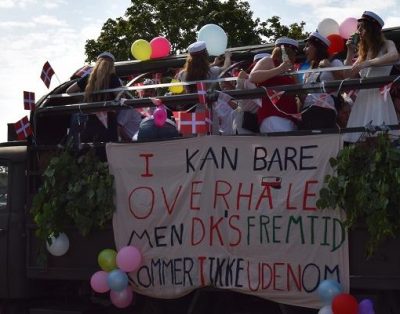 I KAN BARE
OVERHALE
MEN DK'S FREMTID
KOMMER I IKKE UDENOM